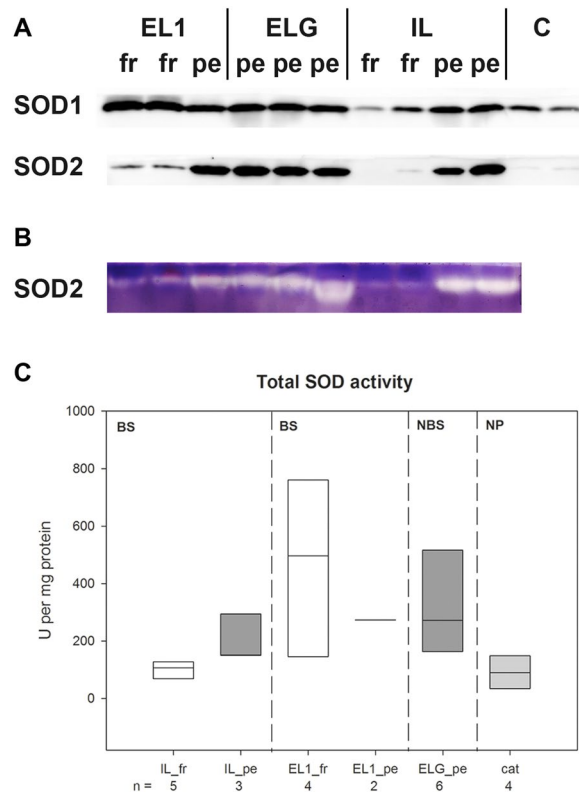 A
EL1 ELG IL C
fr fr pe pe pe pe fr fr pe pe
SOD1
SOD2
B
SOD2
C
Total SOD activity
1000
800
600
400
200
0
U per mg protein
BS BS NBS NP
IL_fr IL_pe EL1_fr EL1_pe ELG_pe cat
n = 5 3 4 2 6 4